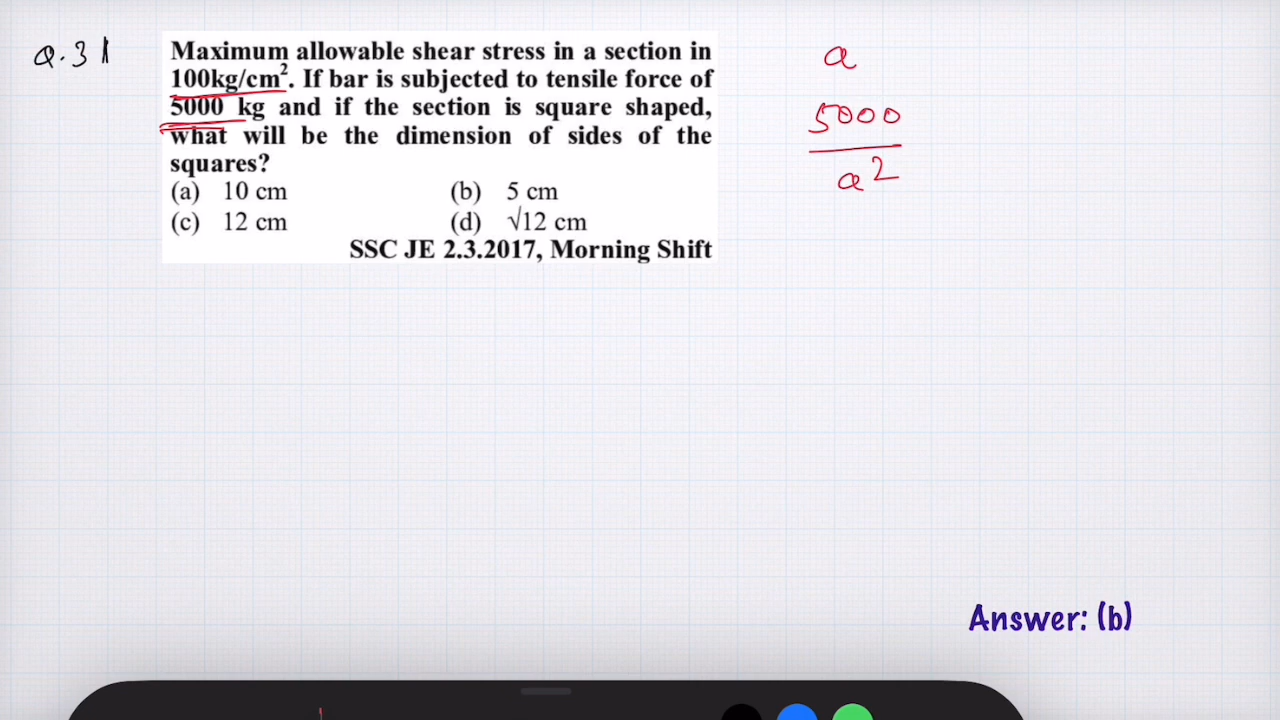 Q.31
Maximum allowable shear stress in a section in
100kg/cm². If bar is subjected to tensile force of
5000 kg and if the section is square shaped,
what will be the dimension of sides of the
squares?
(a) 10 cm (b) 5 cm
(c) 12 cm (d) √12 cm
SSC JE 2.3.2017, Morning Shift
a
5000
a²
Answer: (b)